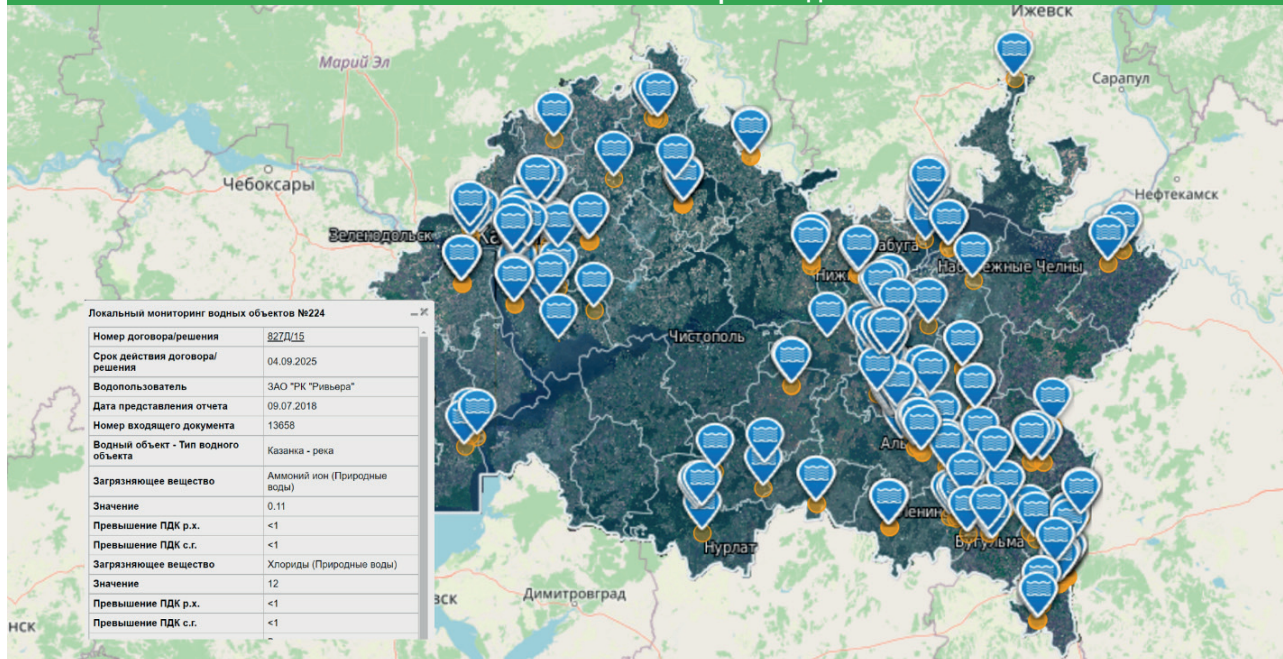 Ижевск
Марий Эл
Сарапул
Чебоксары
Нефтекамск
Зеленодольск
Набережные Челны
Чистополь
Локальный мониторинг водных объектов №224
Номер договора/решения 827Д/15
Срок действия договора/
решения 04.09.2025
Водопользователь ЗАО "РК "Ривьера"
Дата представления отчета 09.07.2018
Номер входящего документа 13658
Водный объект - Тип водного
объекта Казанка - река
Загрязняющее вещество Аммоний ион (Природные
воды)
Значение 0.11
Превышение ПДК р.х. <1
Превышение ПДК с.г. <1
Загрязняющее вещество Хлориды (Природные воды)
Значение 12
Превышение ПДК р.х. <1
Превышение ПДК с.г. <1
Нурлат
Бугульма
Димитровград